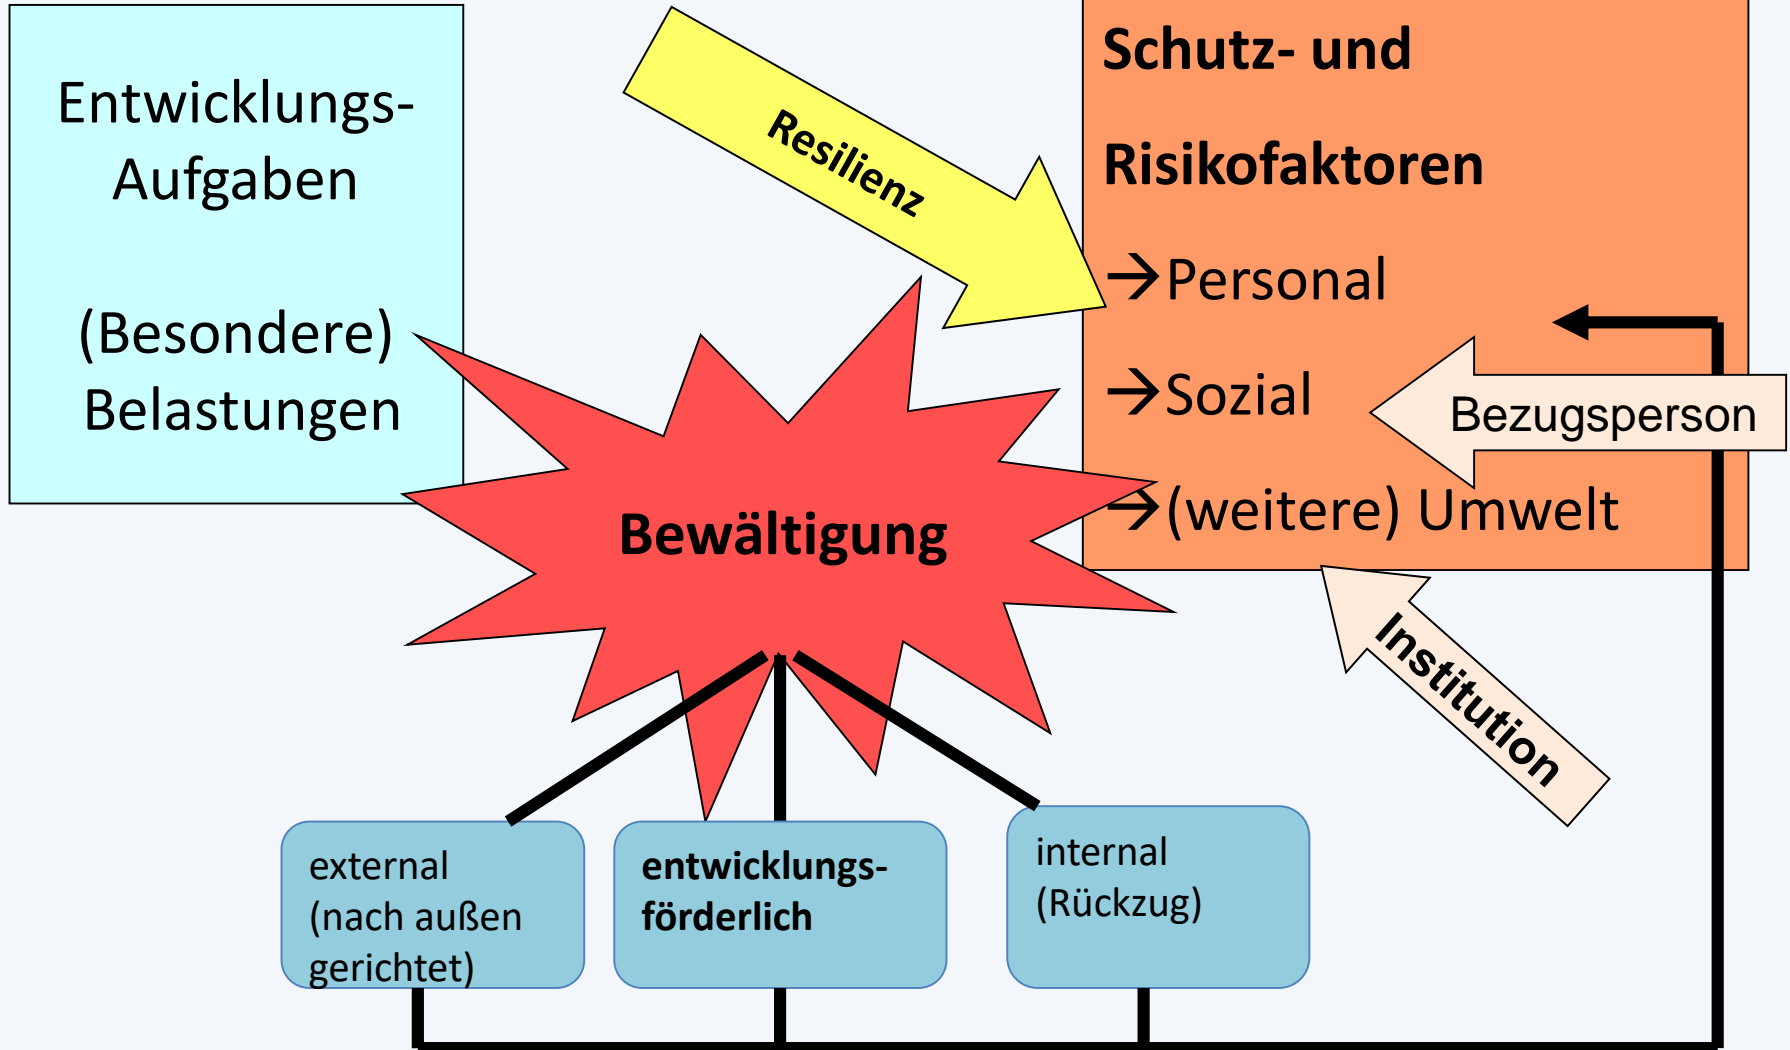 Entwicklungs-
Aufgaben
(Besondere)
Belastungen
Resilienz
Schutz- und
Risikofaktoren
→Personal
→Sozial
→(weitere) Umwelt
Bezugsperson
Institution
Bewältigung
external
(nach außen
gerichtet)
entwicklungs-
förderlich
internal
(Rückzug)